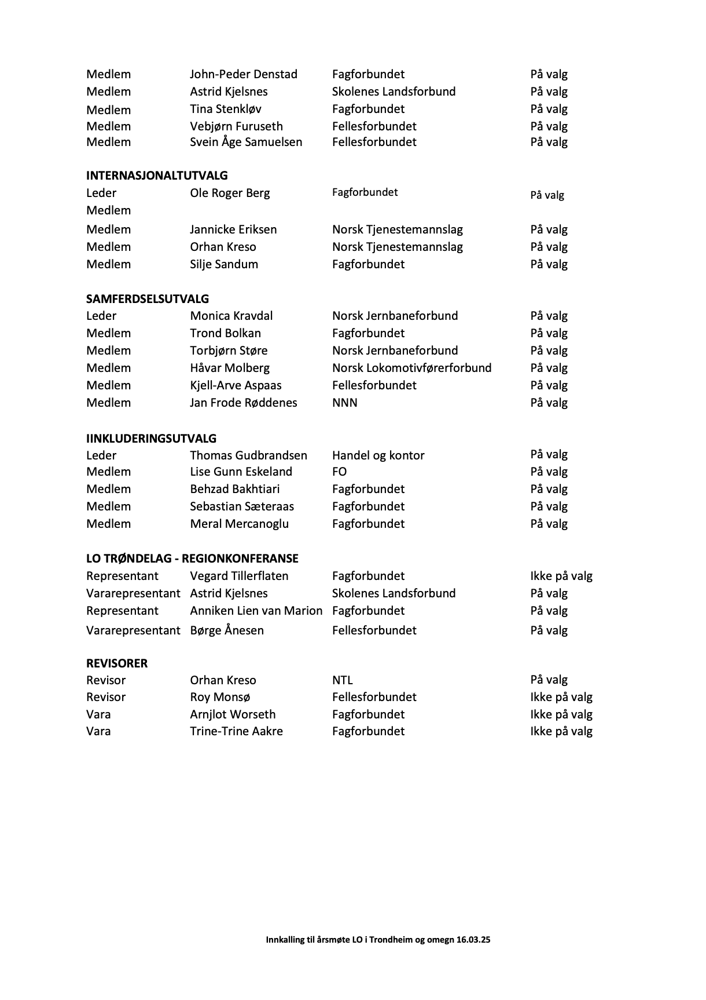 Medlem John-Peder Denstad Fagforbundet På valg
Medlem Astrid Kjelsnes Skolenes Landsforbund På valg
Medlem Tina Stenkløv Fagforbundet På valg
Medlem Vebjørn Furuseth Fellesforbundet På valg
Medlem Svein Åge Samuelsen Fellesforbundet På valg
INTERNASJONALTUTVALG
Leder Ole Roger Berg Fagforbundet På valg
Medlem
Medlem Jannicke Eriksen Norsk Tjenestemannslag På valg
Medlem Orhan Kreso Norsk Tjenestemannslag På valg
Medlem Silje Sandum Fagforbundet På valg
SAMFERDSELSUTVALG
Leder Monica Kravdal Norsk Jernbaneforbund På valg
Medlem Trond Bolkan Fagforbundet På valg
Medlem Torbjørn Støre Norsk Jernbaneforbund På valg
Medlem Håvar Molberg Norsk Lokomotivførerforbund På valg
Medlem Kjell-Arve Aspaas Fellesforbundet På valg
Medlem Jan Frode Røddenes NNN På valg
IINKLUDERINGSUTVALG
Leder Thomas Gudbrandsen Handel og kontor På valg
Medlem Lise Gunn Eskeland FO På valg
Medlem Behzad Bakhtiari Fagforbundet På valg
Medlem Sebastian Sæteraas Fagforbundet På valg
Medlem Meral Mercanoglu Fagforbundet På valg
LO TRØNDELAG - REGIONKONFERANSE
Representant Vegard Tillerflaten Fagforbundet Ikke på valg
Vararepresentant Astrid Kjelsnes Skolenes Landsforbund På valg
Representant Anniken Lien van Marion Fagforbundet På valg
Vararepresentant Børge Ånesen Fellesforbundet På valg
REVISORER
Revisor Orhan Kreso NTL På valg
Revisor Roy Monsø Fellesforbundet Ikke på valg
Vara Arnjlot Worseth Fagforbundet Ikke på valg
Vara Trine-Trine Aakre Fagforbundet Ikke på valg
Innkalling til årsmøte LO i Trondheim og omegn 16.03.25